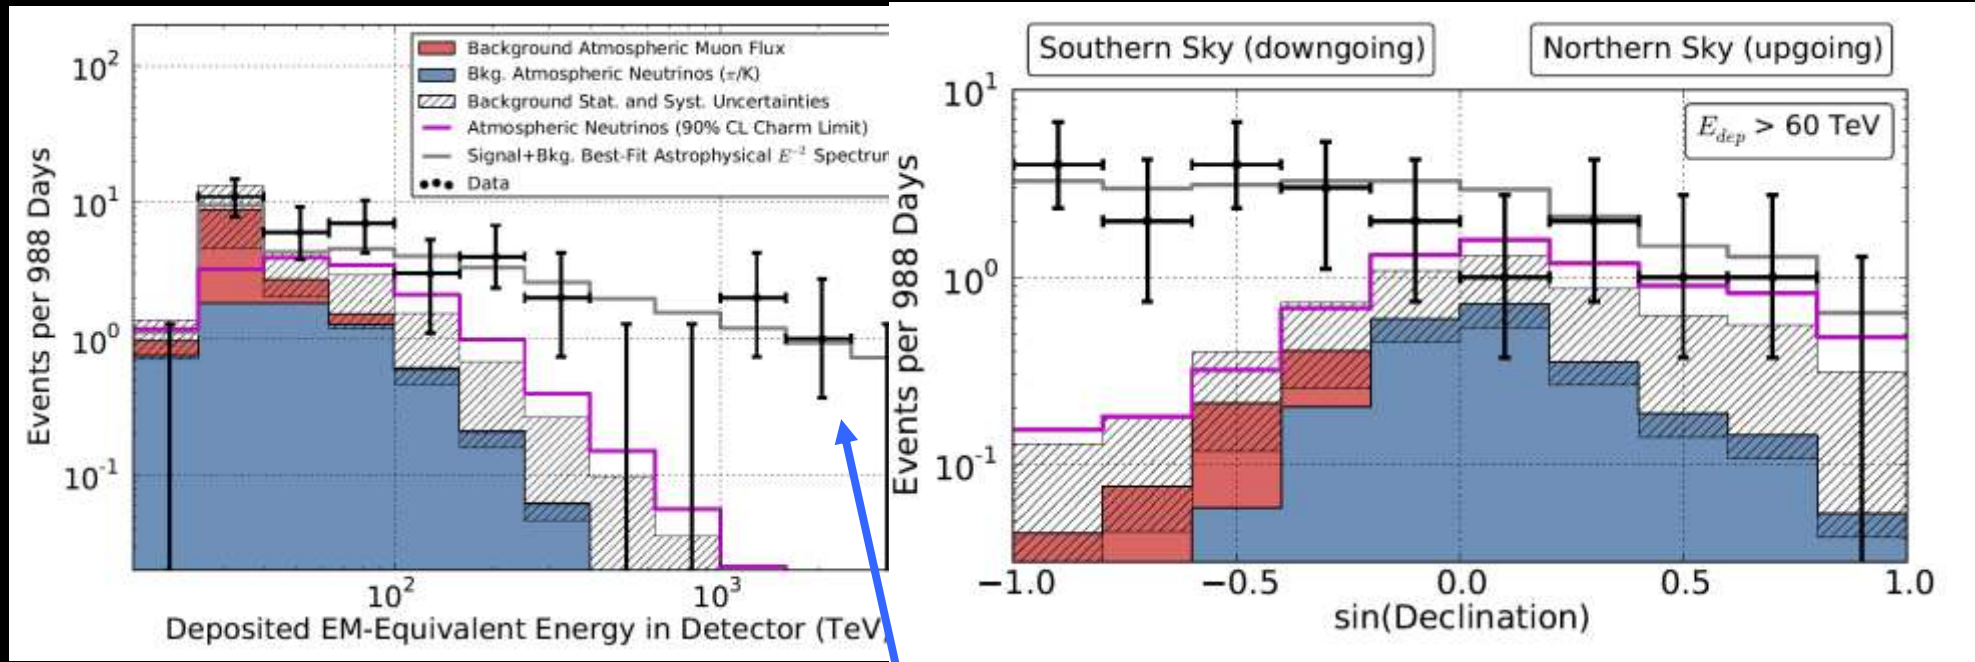 Events per 988 Days
10²
10¹
10⁰
10⁻¹
Background Atmospheric Muon Flux
Bkg. Atmospheric Neutrinos (π/K)
Background Stat. and Syst. Uncertainties
Atmospheric Neutrinos (90% CL Charm Limit)
Signal+Bkg. Best-Fit Astrophysical E⁻² Spectrum
Data
10² 10³
Deposited EM-Equivalent Energy in Detector (TeV)
Southern Sky (downgoing) Northern Sky (upgoing)
Events per 988 Days
10¹
10⁰
10⁻¹
E_dep > 60 TeV
−1.0 −0.5 0.0 0.5 1.0
sin(Declination)